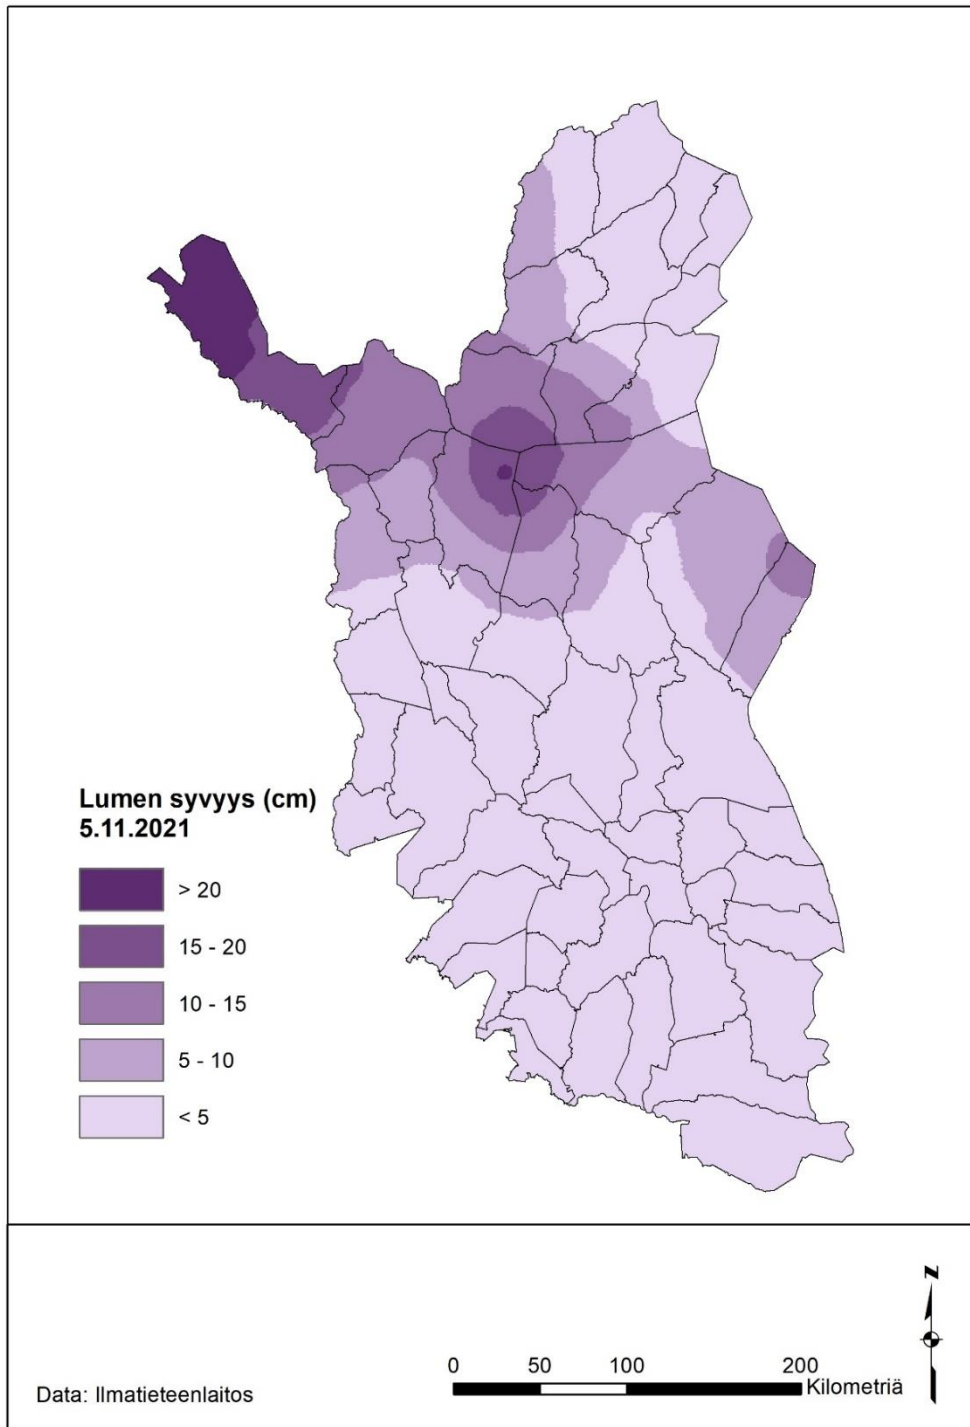 Lumen syvyys (cm)
5.11.2021
> 20
15 - 20
10 - 15
5 - 10
< 5
N
0 50 100 200
Kilometriä
Data: Ilmatieteenlaitos